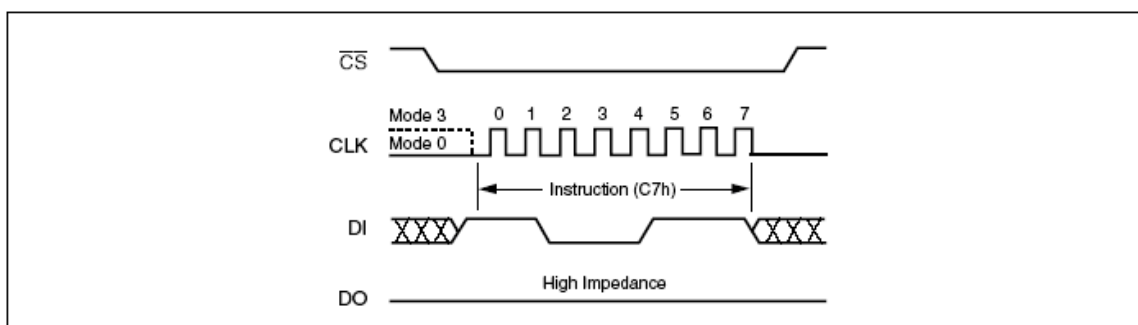 CS
Mode 3 0 1 2 3 4 5 6 7
CLK Mode 0
Instruction (C7h)
DI
High Impedance
DO